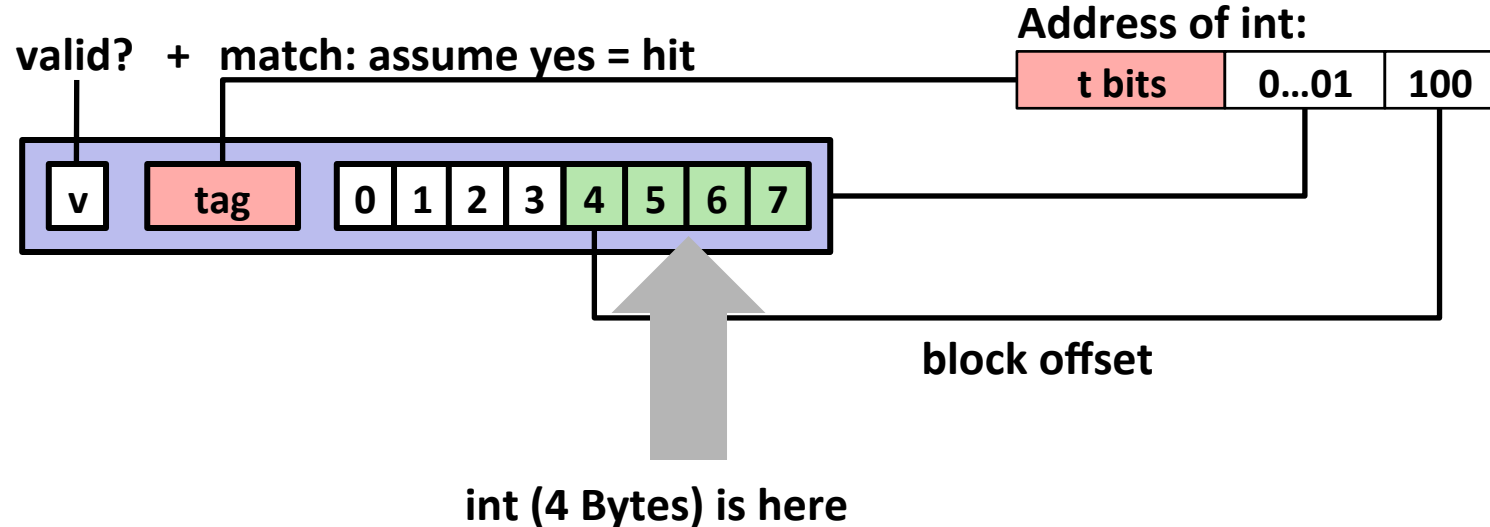 Address of int:
valid? + match: assume yes = hit
t bits 0...01 100
v tag 0 1 2 3 4 5 6 7
block offset
int (4 Bytes) is here